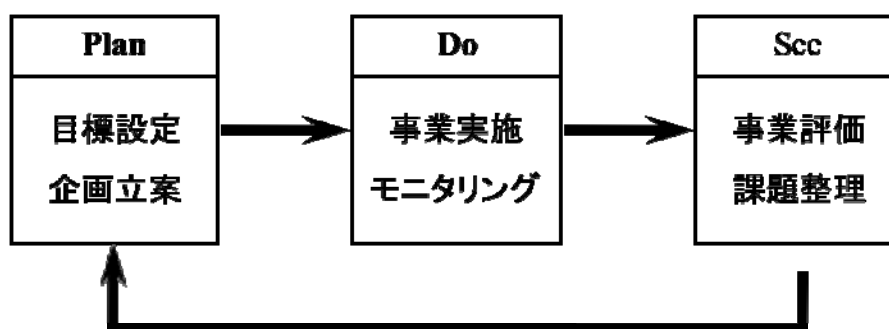 Plan
目標設定
企画立案
Do
事業実施
モニタリング
See
事業評価
課題整理